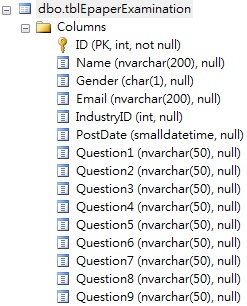 dbo.tblEpaperExamination
Columns
ID (PK, int, not null)
Name (nvarchar(200), null)
Gender (char(1), null)
Email (nvarchar(200), null)
IndustryID (int, null)
PostDate (smalldatetime, null)
Question1 (nvarchar(50), null)
Question2 (nvarchar(50), null)
Question3 (nvarchar(50), null)
Question4 (nvarchar(50), null)
Question5 (nvarchar(50), null)
Question6 (nvarchar(50), null)
Question7 (nvarchar(50), null)
Question8 (nvarchar(50), null)
Question9 (nvarchar(50), null)